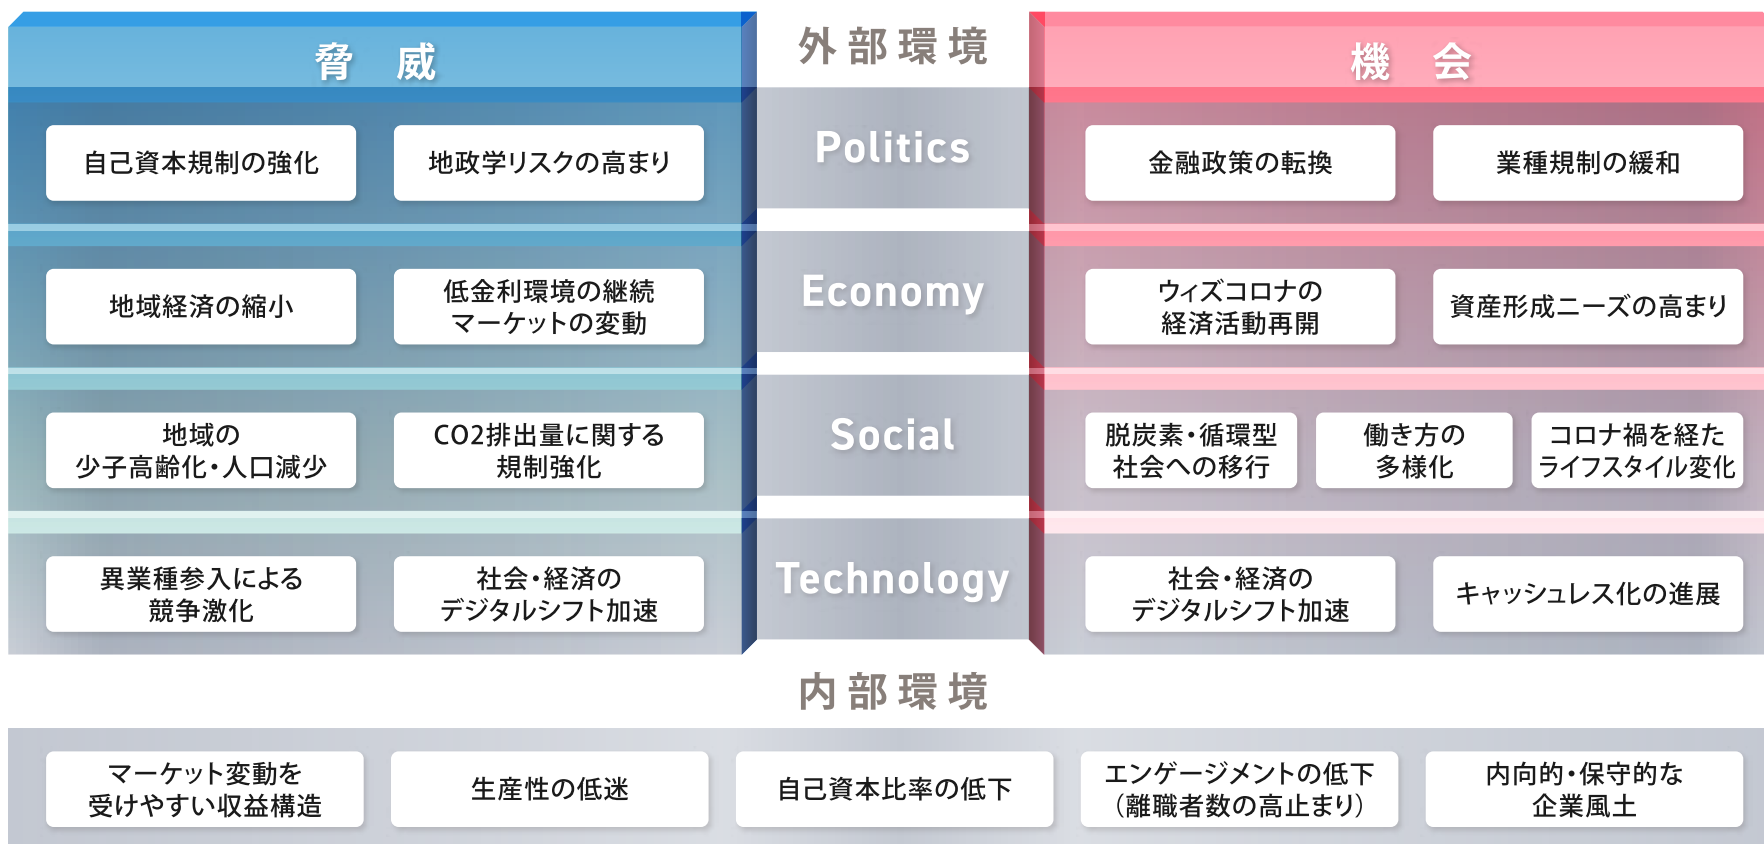 外部環境
脅　威
機　会
Politics
自己資本規制の強化
地政学リスクの高まり
金融政策の転換
業種規制の緩和
Economy
地域経済の縮小
低金利環境の継続
マーケットの変動
ウィズコロナの
経済活動再開
資産形成ニーズの高まり
Social
地域の
少子高齢化・人口減少
CO2排出量に関する
規制強化
脱炭素・循環型
社会への移行
働き方の
多様化
コロナ禍を経た
ライフスタイル変化
Technology
異業種参入による
競争激化
社会・経済の
デジタルシフト加速
社会・経済の
デジタルシフト加速
キャッシュレス化の進展
内部環境
マーケット変動を
受けやすい収益構造
生産性の低迷
自己資本比率の低下
エンゲージメントの低下
（離職者数の高止まり）
内向的・保守的な
企業風土